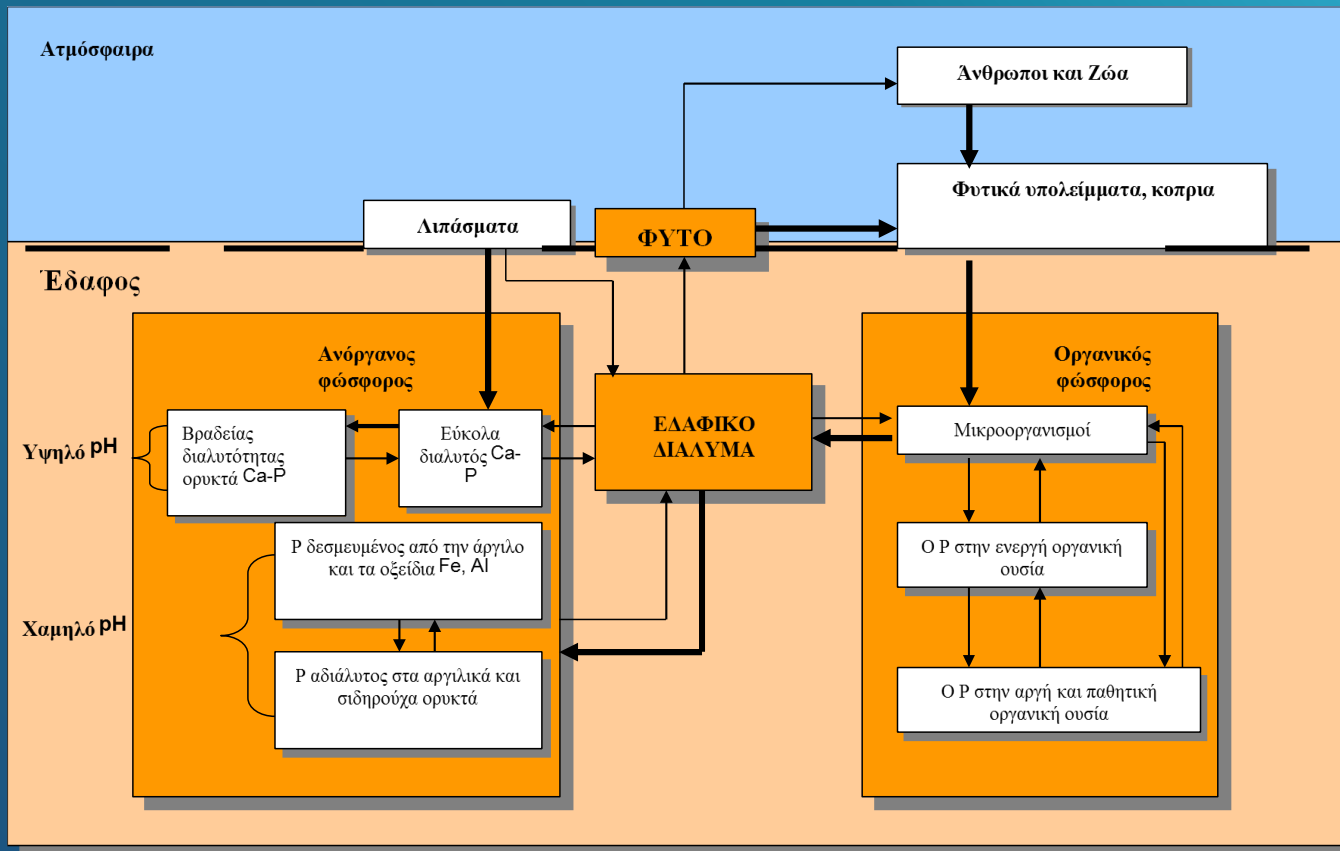 Ατμόσφαιρα
Άνθρωποι και Ζώα
Φυτικά υπολείμματα, κοπρια
Λιπάσματα
ΦΥΤΟ
Έδαφος
Ανόργανος
φώσφορος
Οργανικός
φώσφορος
Υψηλό pH
Βραδείας
διαλυτότητας
ορυκτά Ca-P
Εύκολα
διαλυτός Ca-
P
ΕΔΑΦΙΚΟ
ΔΙΑΛΥΜΑ
Μικροοργανισμοί
P δεσμευμένος από την άργιλο
και τα οξείδια Fe, Al
Ο P στην ενεργή οργανική
ουσία
Χαμηλό pH
P αδιάλυτος στα αργιλικά και
σιδηρούχα ορυκτά
Ο P στην αργή και παθητική
οργανική ουσία